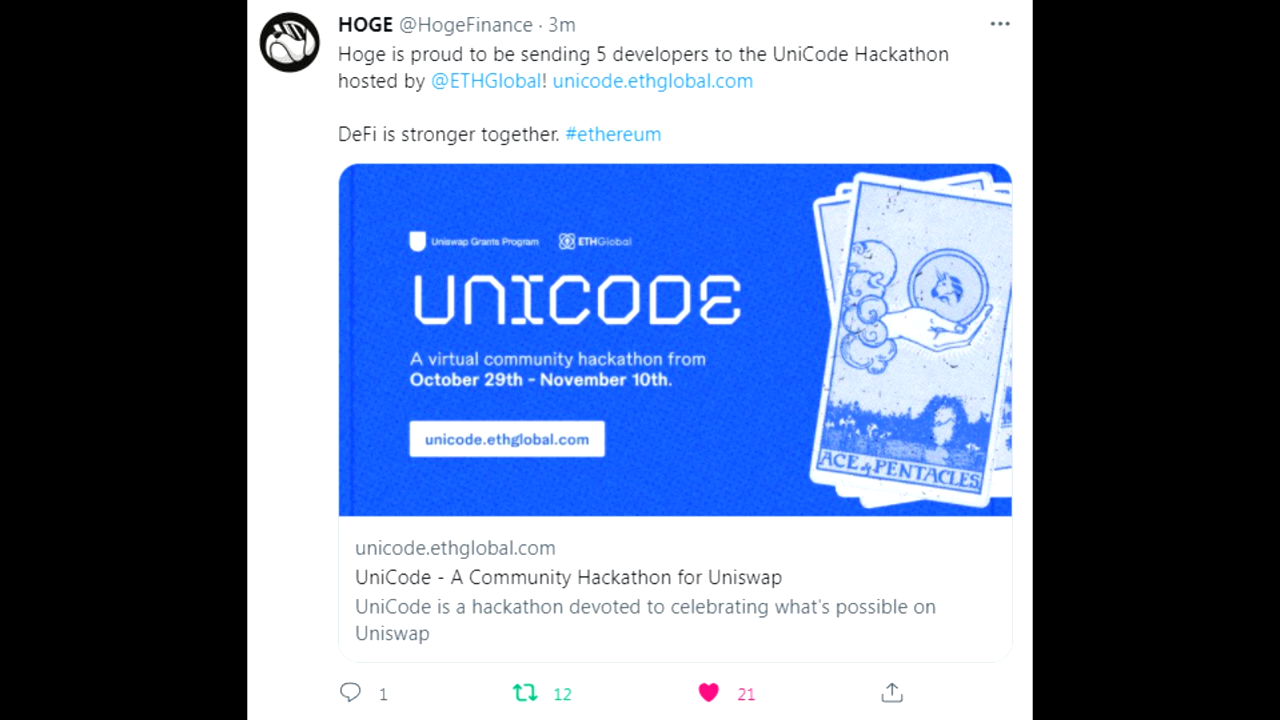 HOGE @HogeFinance · 3m
Hoge is proud to be sending 5 developers to the UniCode Hackathon
hosted by @ETHGlobal! unicode.ethglobal.com
DeFi is stronger together. #ethereum
Uniswap Grants Program ETHGlobal
UNICODE
A virtual community hackathon from
October 29th - November 10th.
unicode.ethglobal.com
ACE of PENTACLES
unicode.ethglobal.com
UniCode - A Community Hackathon for Uniswap
UniCode is a hackathon devoted to celebrating what's possible on
Uniswap
1 12 21